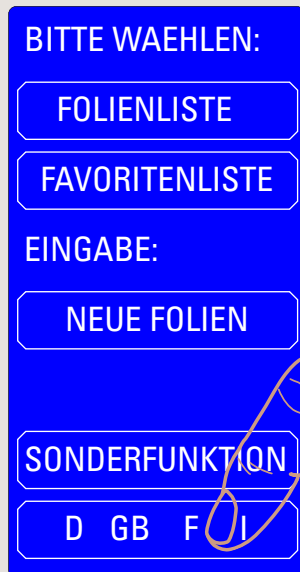 BITTE WAEHLEN:
FOLIENLISTE
FAVORITENLISTE
EINGABE:
NEUE FOLIEN
SONDERFUNKTION
D GB F I